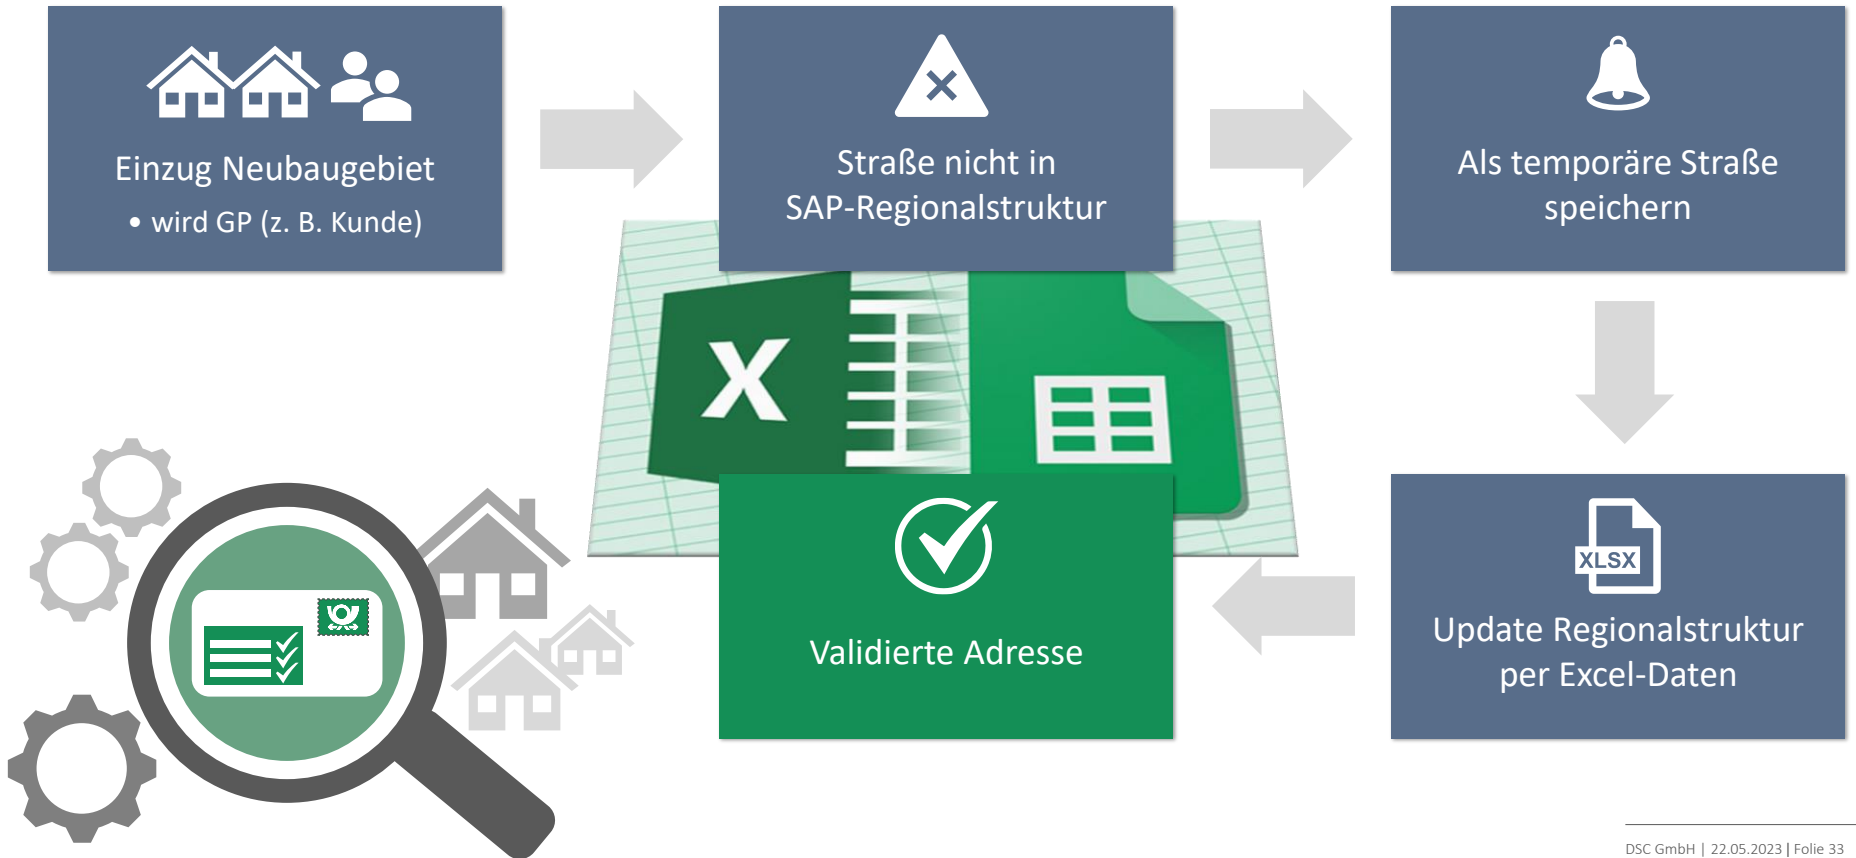 Einzug Neubaugebiet
• wird GP (z. B. Kunde)
Straße nicht in
SAP-Regionalstruktur
Als temporäre Straße
speichern
X
XLSX
Update Regionalstruktur
per Excel-Daten
Validierte Adresse
DSC GmbH | 22.05.2023 | Folie 33